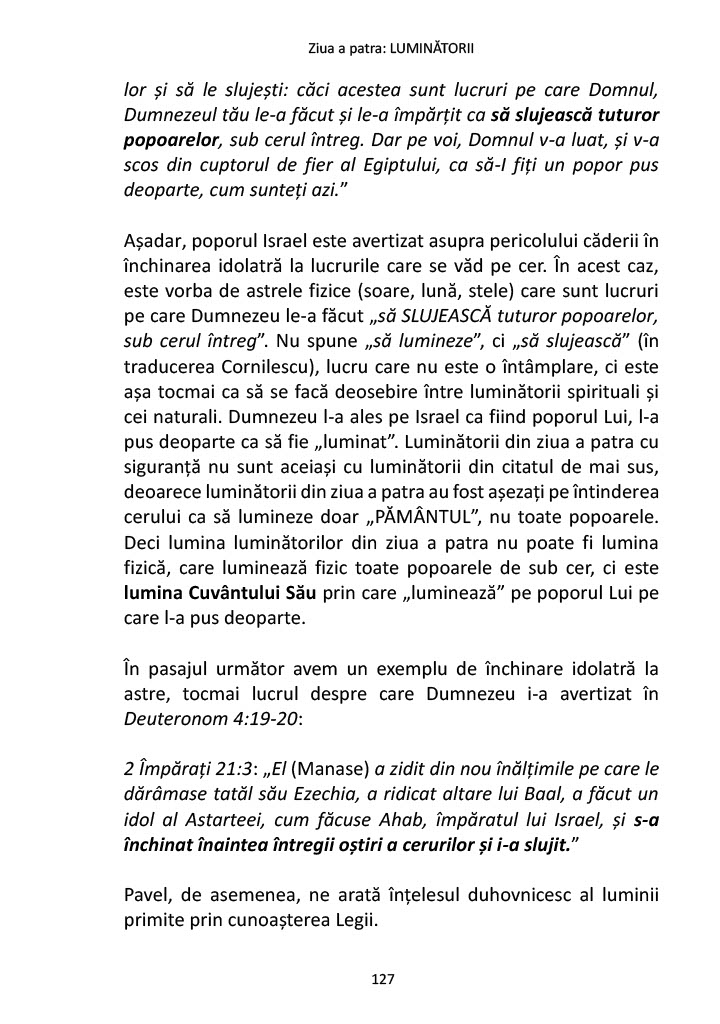 Ziua a patra: LUMINĂTORII
lor și să le slujești: căci acestea sunt lucruri pe care Domnul,
Dumnezeul tău le-a făcut și le-a împărțit ca să slujească tuturor
popoarelor, sub cerul întreg. Dar pe voi, Domnul v-a luat, și v-a
scos din cuptorul de fier al Egiptului, ca să-I fiți un popor pus
deoparte, cum sunteți azi.”
Așadar, poporul Israel este avertizat asupra pericolului căderii în
închinarea idolatră la lucrurile care se văd pe cer. În acest caz,
este vorba de astrele fizice (soare, lună, stele) care sunt lucruri
pe care Dumnezeu le-a făcut „să SLUJEASCĂ tuturor popoarelor,
sub cerul întreg”. Nu spune „să lumineze”, ci „să slujească” (în
traducerea Cornilescu), lucru care nu este o întâmplare, ci este
așa tocmai ca să se facă deosebire între luminătorii spirituali și
cei naturali. Dumnezeu l-a ales pe Israel ca fiind poporul Lui, l-a
pus deoparte ca să fie „luminat”. Luminătorii din ziua a patra cu
siguranță nu sunt aceiași cu luminătorii din citatul de mai sus,
deoarece luminătorii din ziua a patra au fost așezați pe întinderea
cerului ca să lumineze doar „PĂMÂNTUL”, nu toate popoarele.
Deci lumina luminătorilor din ziua a patra nu poate fi lumina
fizică, care luminează fizic toate popoarele de sub cer, ci este
lumina Cuvântului Său prin care „luminează” pe poporul Lui pe
care l-a pus deoparte.
În pasajul următor avem un exemplu de închinare idolatră la
astre, tocmai lucrul despre care Dumnezeu i-a avertizat în
Deuteronom 4:19-20:
2 Împărați 21:3: „El (Manase) a zidit din nou înălțimile pe care le
dărâmase tatăl său Ezechia, a ridicat altare lui Baal, a făcut un
idol al Astarteei, cum făcuse Ahab, împăratul lui Israel, și s-a
închinat înaintea întregii oștiri a cerurilor și i-a slujit.”
Pavel, de asemenea, ne arată înțelesul duhovnicesc al luminii
primite prin cunoașterea Legii.
127